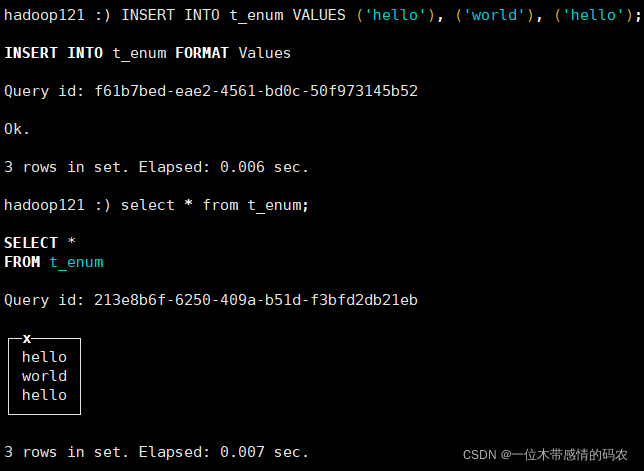 hadoop121 :) INSERT INTO t_enum VALUES ('hello'), ('world'), ('hello');
INSERT INTO t_enum FORMAT Values
Query id: f61b7bed-eae2-4561-bd0c-50f973145b52
Ok.
3 rows in set. Elapsed: 0.006 sec.
hadoop121 :) select * from t_enum;
SELECT *
FROM t_enum
Query id: 213e8b6f-6250-409a-b51d-f3bfd2db21eb
x
hello
world
hello
3 rows in set. Elapsed: 0.007 sec.
CSDN @一位木带感情的码农